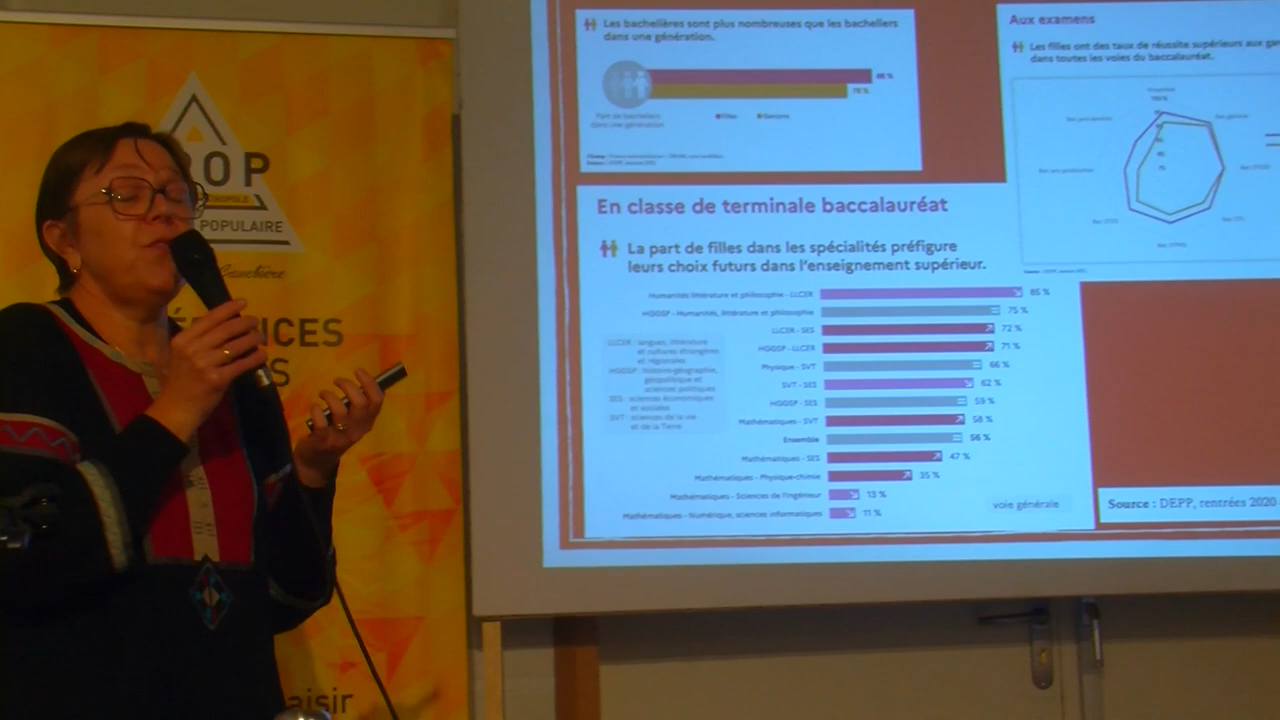 OP
POPULAIRE
aisir
Les bachelières sont plus nombreuses que les bacheliers
dans une génération.
Part de bacheliers
dans une génération
Filles
Garçons
Aux examens
Les filles ont des taux de réussite supérieurs aux
dans toutes les voies du baccalauréat.
En classe de terminale baccalauréat
La part de filles dans les spécialités préfigure
leurs choix futurs dans l'enseignement supérieur.
LLCER : langues, littérature
et cultures étrangères
et régionales
HGGSP : histoire-géographie,
géopolitique et
sciences politiques
SES : sciences économiques
et sociales
SVT : sciences de la vie
et de la Terre
Humanités littérature et philosophie - LLCER 85 %
HGGSP - Humanités, littérature et philosophie 75 %
LLCER - SES 72 %
HGGSP - LLCER 71 %
Physique - SVT 66 %
SVT - SES 62 %
HGGSP - SES 59 %
Mathématiques - SVT 58 %
Ensemble 56 %
Mathématiques - SES 47 %
Mathématiques - Physique-chimie 35 %
Mathématiques - Sciences de l'ingénieur 13 %
Mathématiques - Numérique, sciences informatiques 11 %
voie générale
Source : DEPP, rentrées 2020